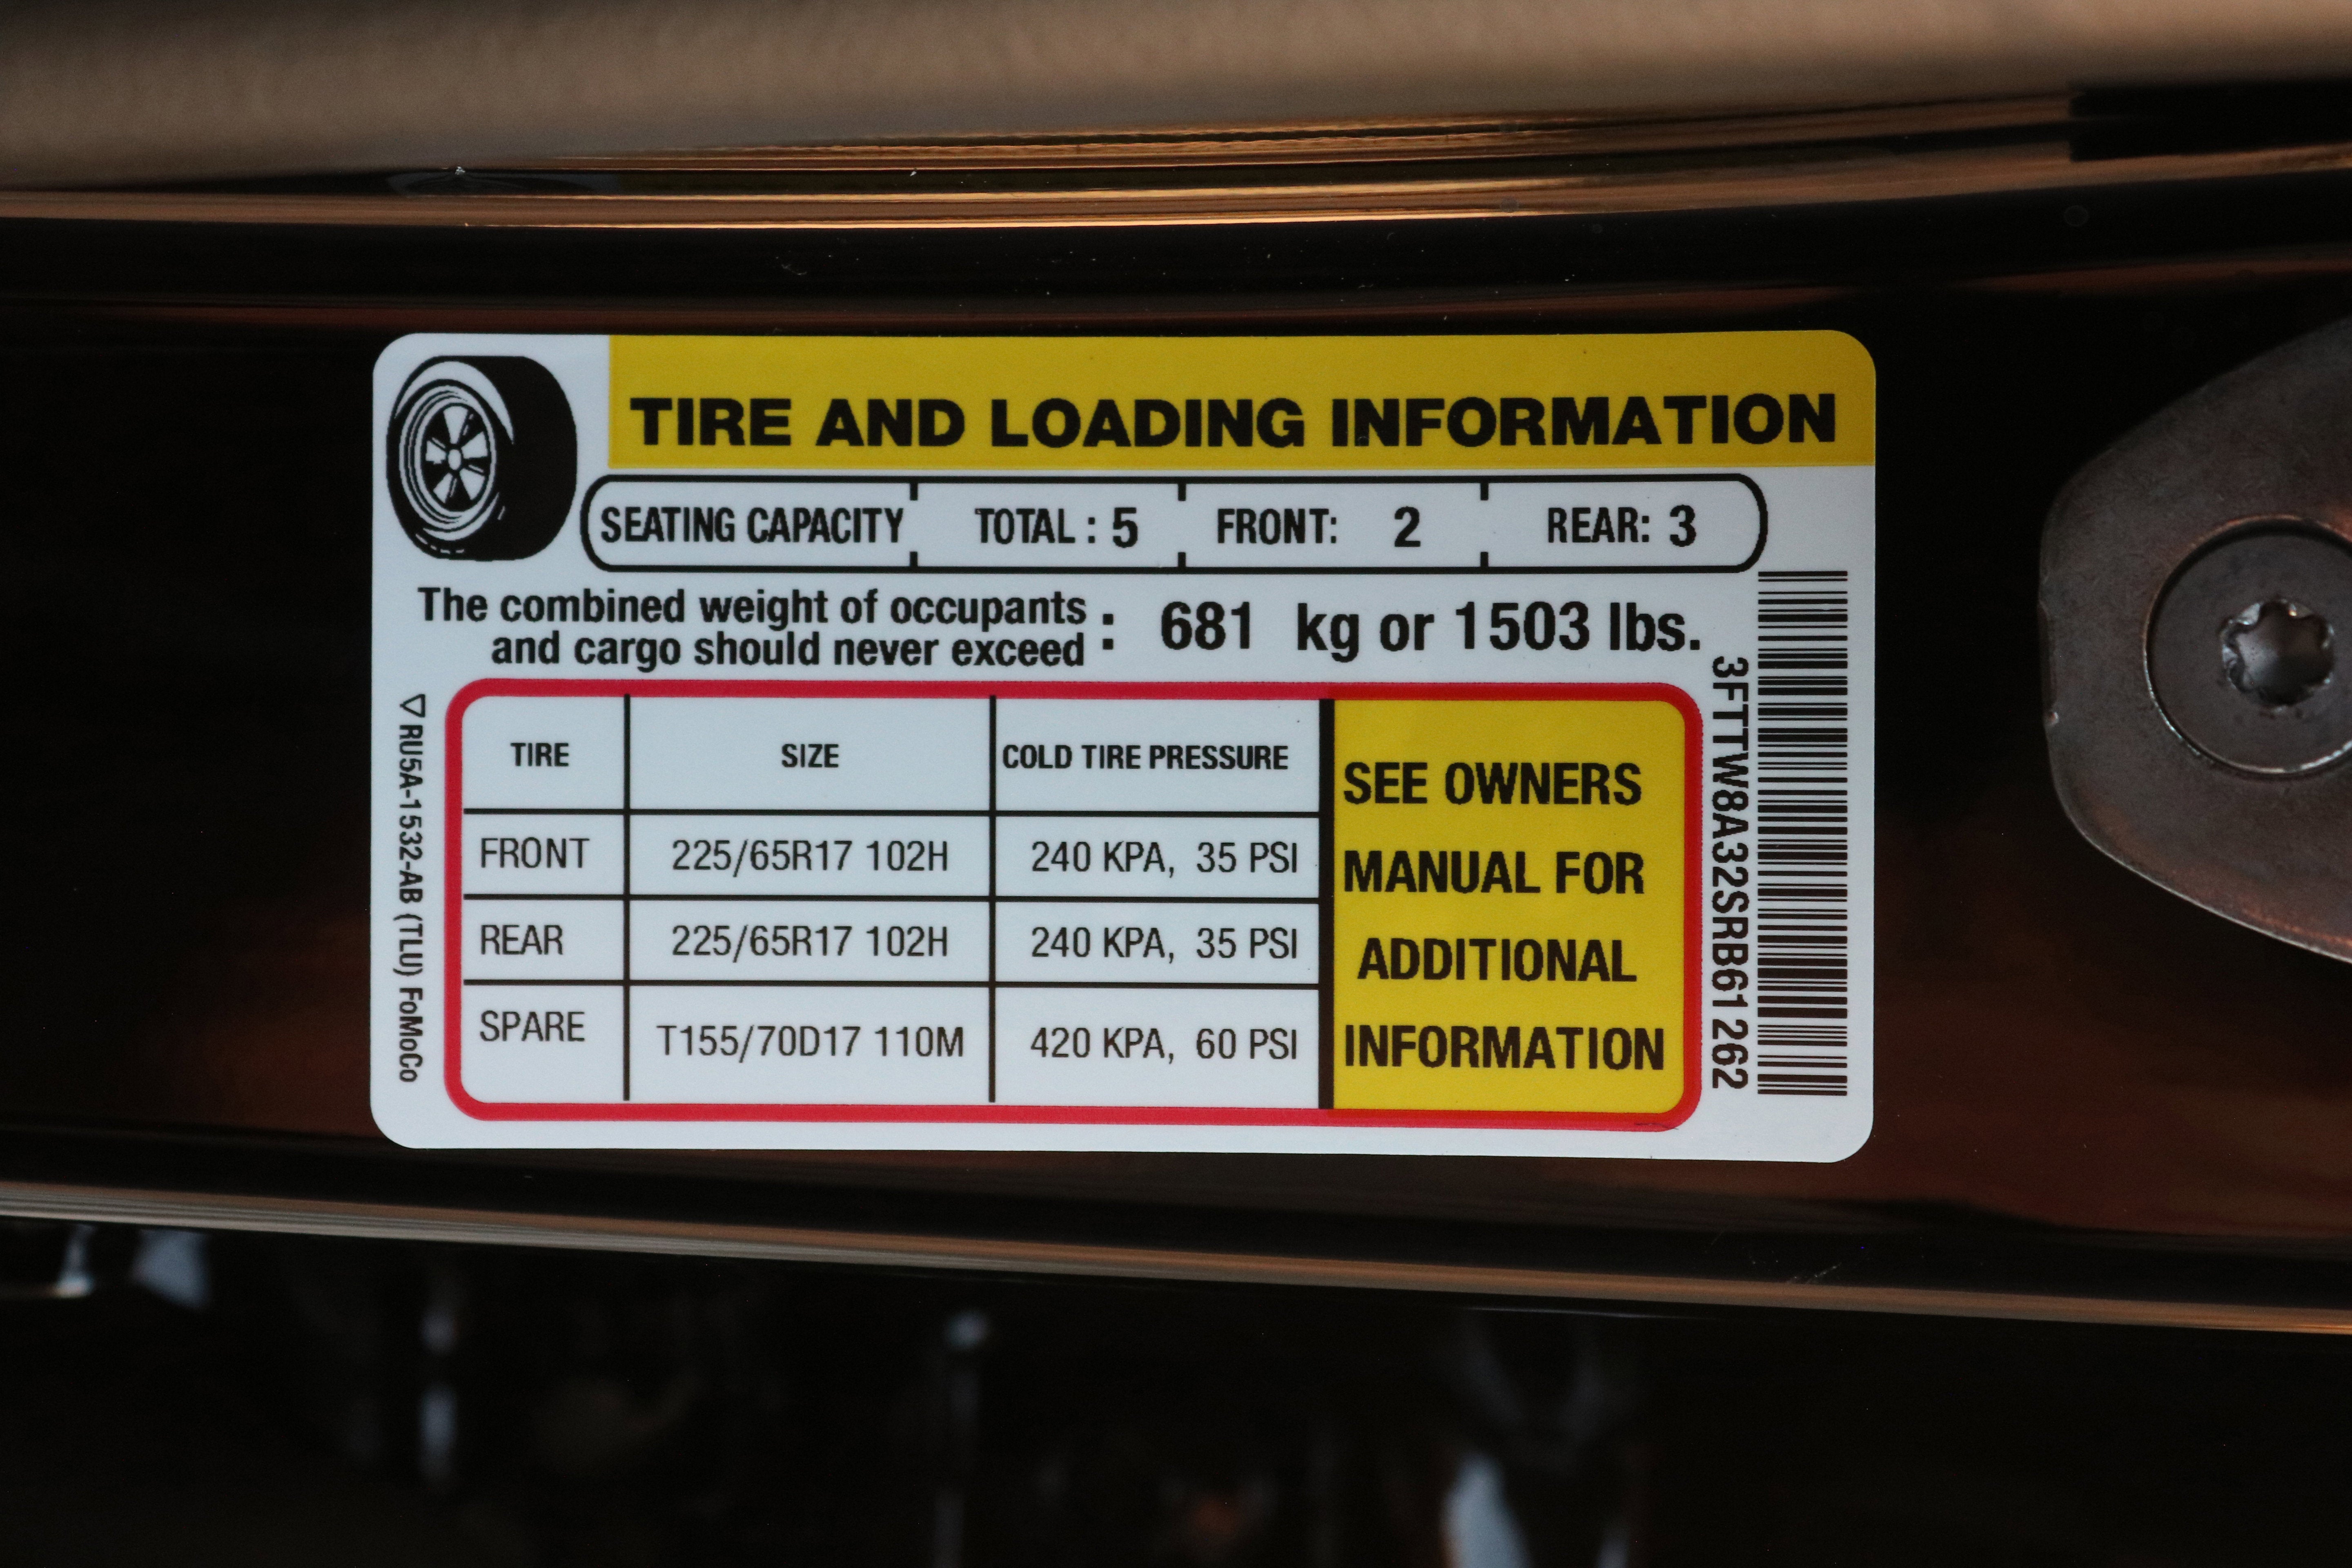 TIRE AND LOADING INFORMATION
SEATING CAPACITY TOTAL : 5 FRONT: 2 REAR: 3
The combined weight of occupants
and cargo should never exceed : 681 kg or 1503 lbs.
TIRE SIZE COLD TIRE PRESSURE
FRONT 225/65R17 102H 240 KPA, 35 PSI
REAR 225/65R17 102H 240 KPA, 35 PSI
SPARE T155/70D17 110M 420 KPA, 60 PSI
SEE OWNERS
MANUAL FOR
ADDITIONAL
INFORMATION
3FTTW8A32SRB61262
RU5A-1532-AB (TLU) FoMoCo